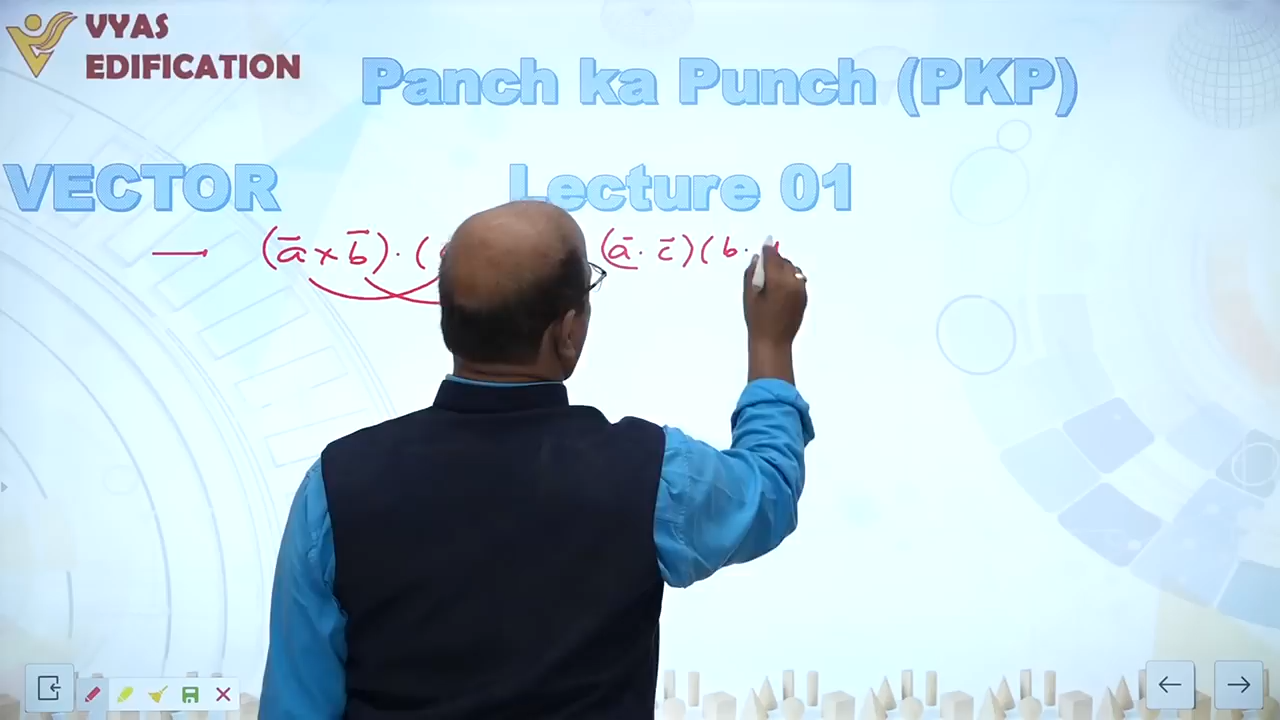 VYAS
EDIFICATION
Panch ka Punch (PKP)
VECTOR Lecture 01
— (a̅ × b̅) · ( (a̅ · c̅)(b ·